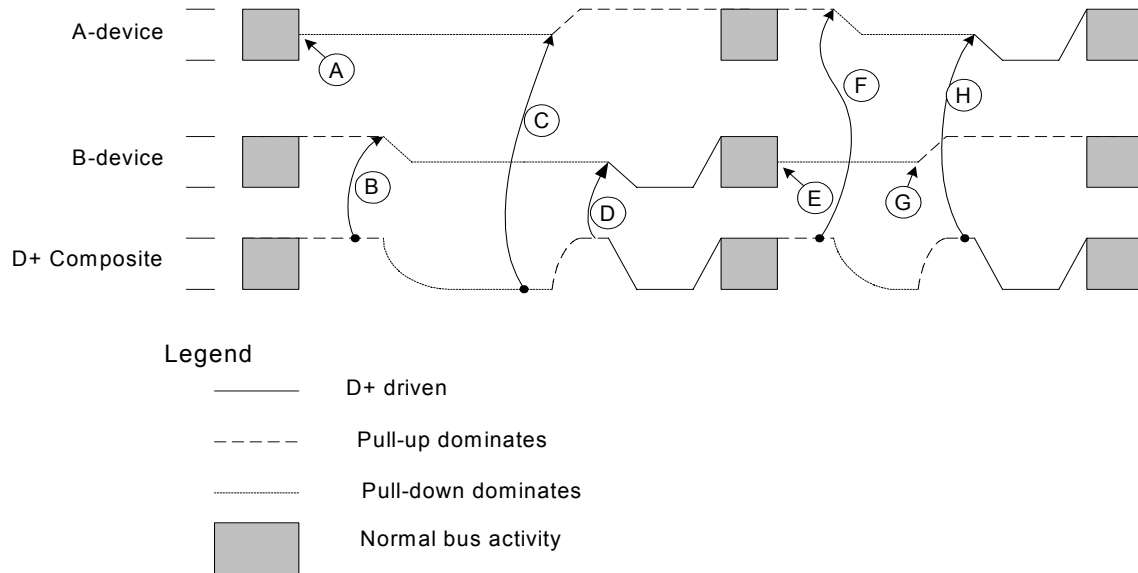 A-device
A
F
C
H
B-device
B
D
E
G
D+ Composite
Legend
D+ driven
Pull-up dominates
Pull-down dominates
Normal bus activity